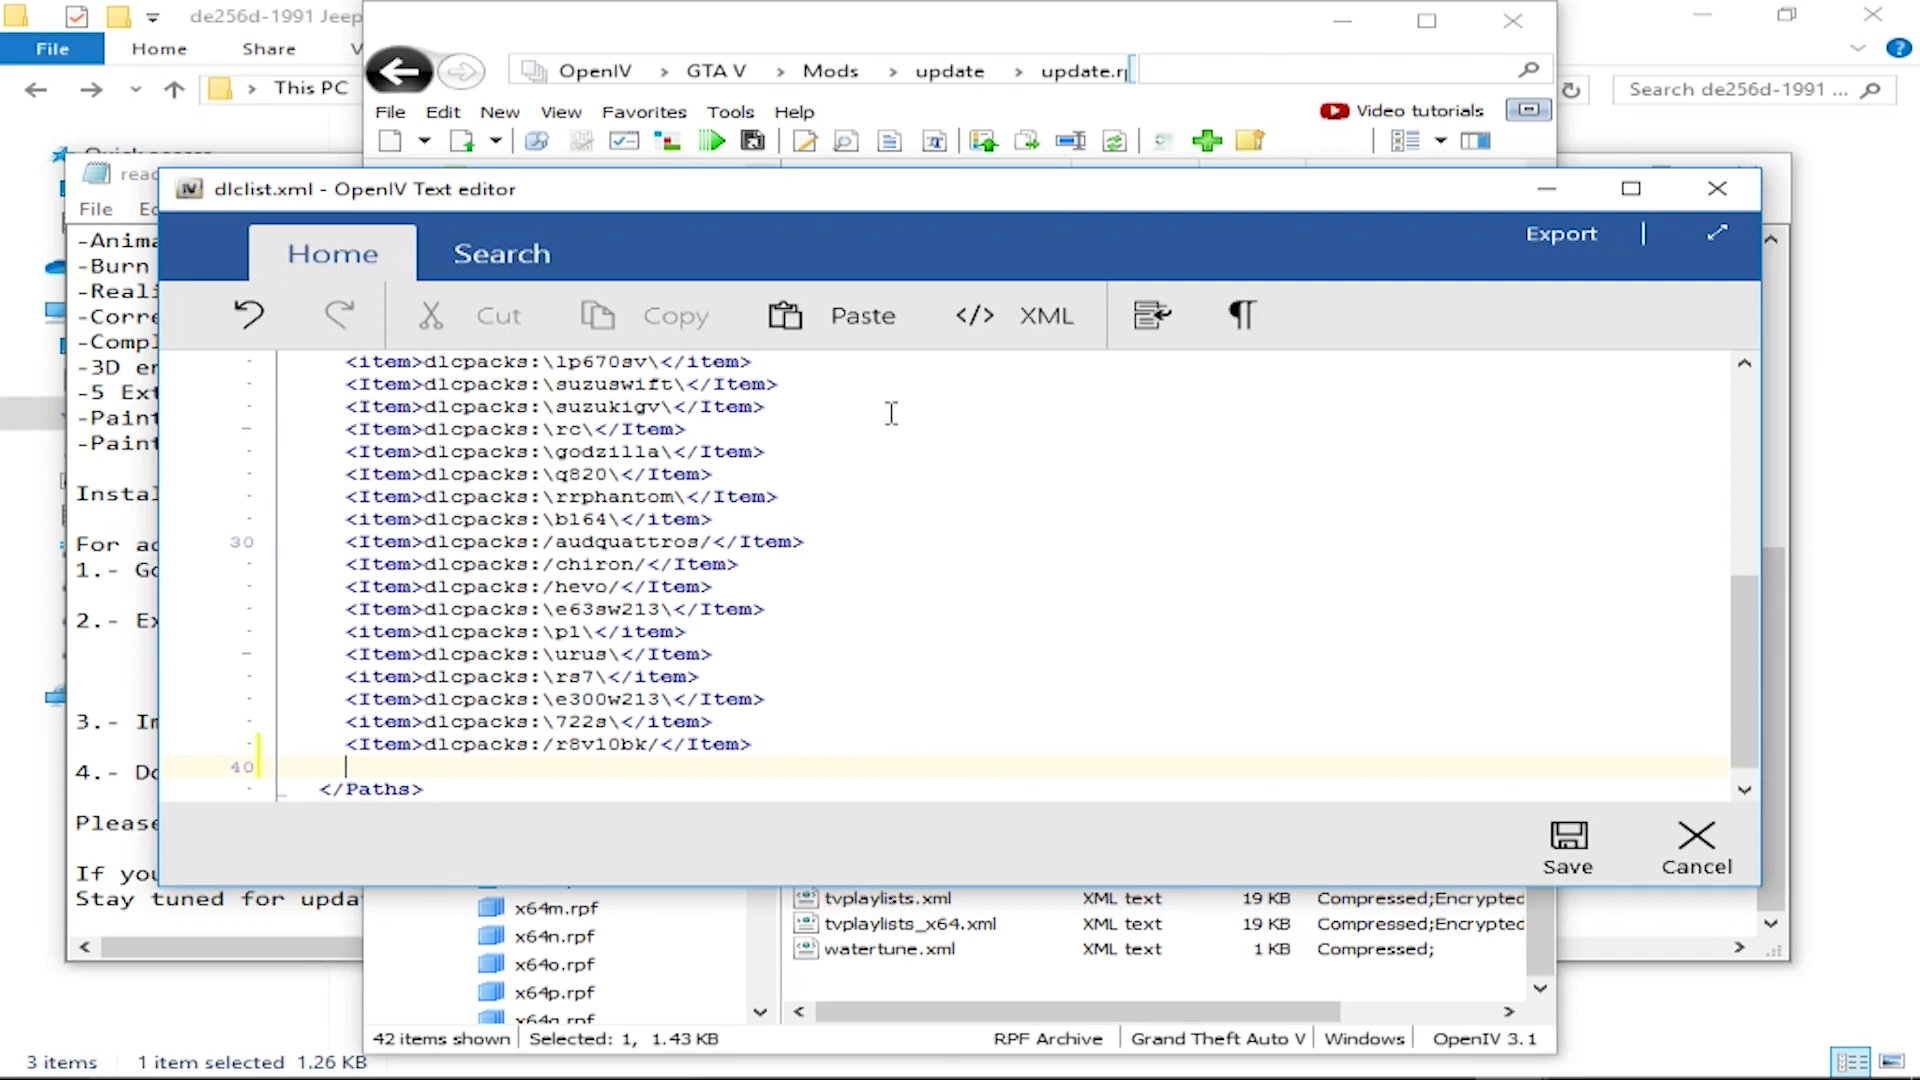 de256d-1991 Jeep
File
Home
Share
V
This PC
Search de256d-1991 ...
OpenIV > GTA V > Mods > update > update.r
File
Edit
New
View
Favorites
Tools
Help
Video tutorials
Quick access
read
File
dlclist.xml - OpenIV Text editor
Home
Search
Export
Cut
Copy
Paste
</> XML
<item>dlcpacks:\lp670sv\</item>
<Item>dlcpacks:\suzuswift\</Item>
<Item>dlcpacks:\suzukigv\</Item>
<Item>dlcpacks:\rc\</Item>
<Item>dlcpacks:\godzilla\</Item>
<Item>dlcpacks:\q820\</Item>
<Item>dlcpacks:\rrphantom\</Item>
<item>dlcpacks:\bl64\</item>
30 <Item>dlcpacks:/audquattros/</Item>
<Item>dlcpacks:/chiron/</Item>
<Item>dlcpacks:/hevo/</Item>
<Item>dlcpacks:\e63sw213\</Item>
<item>dlcpacks:\p1\</item>
<Item>dlcpacks:\urus\</Item>
<item>dlcpacks:\rs7\</item>
<Item>dlcpacks:\e300w213\</Item>
<item>dlcpacks:\722s\</item>
<Item>dlcpacks:/r8v10bk/</Item>
40
</Paths>
Save
Cancel
-Anima
-Burn
-Reali
-Corre
-Compl
-3D en
-5 Ext
-Paint
-Paint
Instal
For ad
1.- Go
2.- Ex
3.- Im
4.- Do
Please
If you
Stay tuned for upda
x64m.rpf
x64n.rpf
x64o.rpf
x64p.rpf
x64q.rpf
tvplaylists.xml XML text 19 KB Compressed;Encrypted
tvplaylists_x64.xml XML text 19 KB Compressed;Encrypted
watertune.xml XML text 1 KB Compressed;
42 items shown
Selected: 1, 1.43 KB
RPF Archive
Grand Theft Auto V
Windows
OpenIV 3.1
3 items
1 item selected 1.26 KB